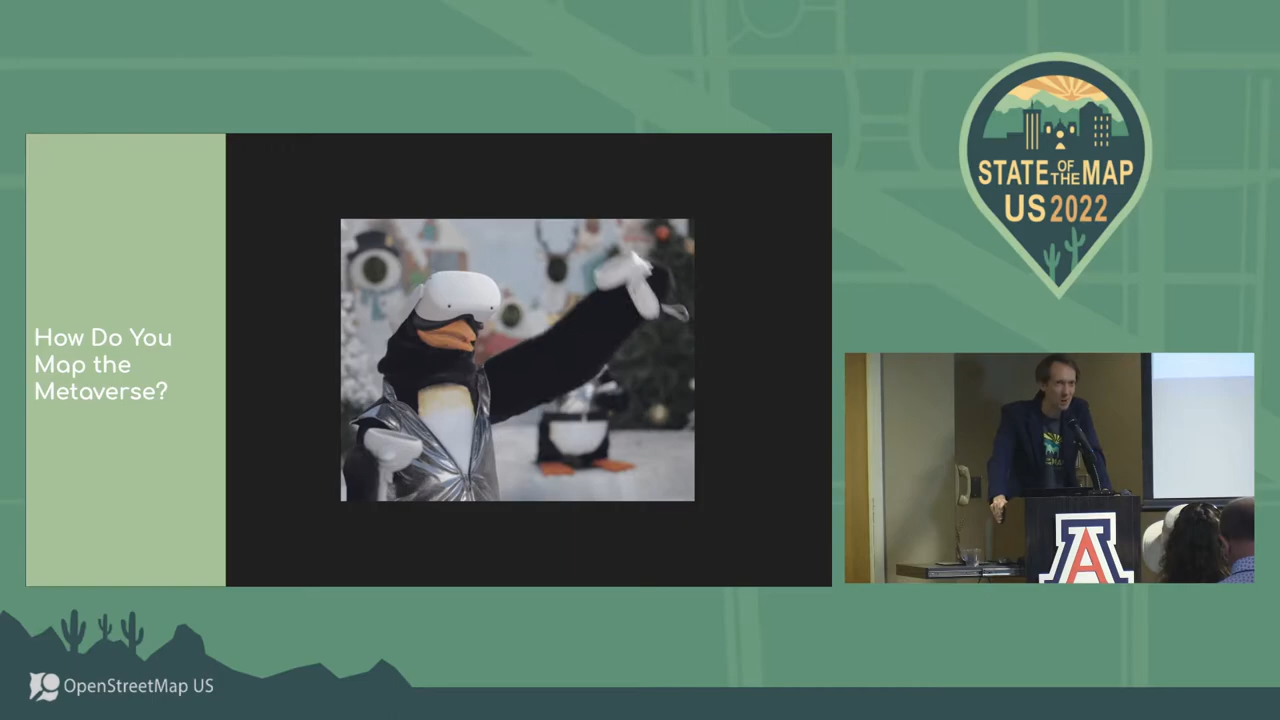 How Do You
Map the
Metaverse?
STATE OF THE MAP
US 2022
A
OpenStreetMap US